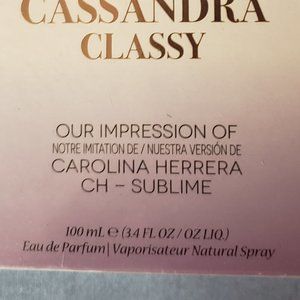 CASSANDRA
CLASSY
OUR IMPRESSION OF
NOTRE IMITATION DE / NUESTRA VERSIÓN DE
CAROLINA HERRERA
CH – SUBLIME
100 mL ℮ (3.4 FL OZ / OZ LIQ.)
Eau de Parfum | Vaporisateur Natural Spray